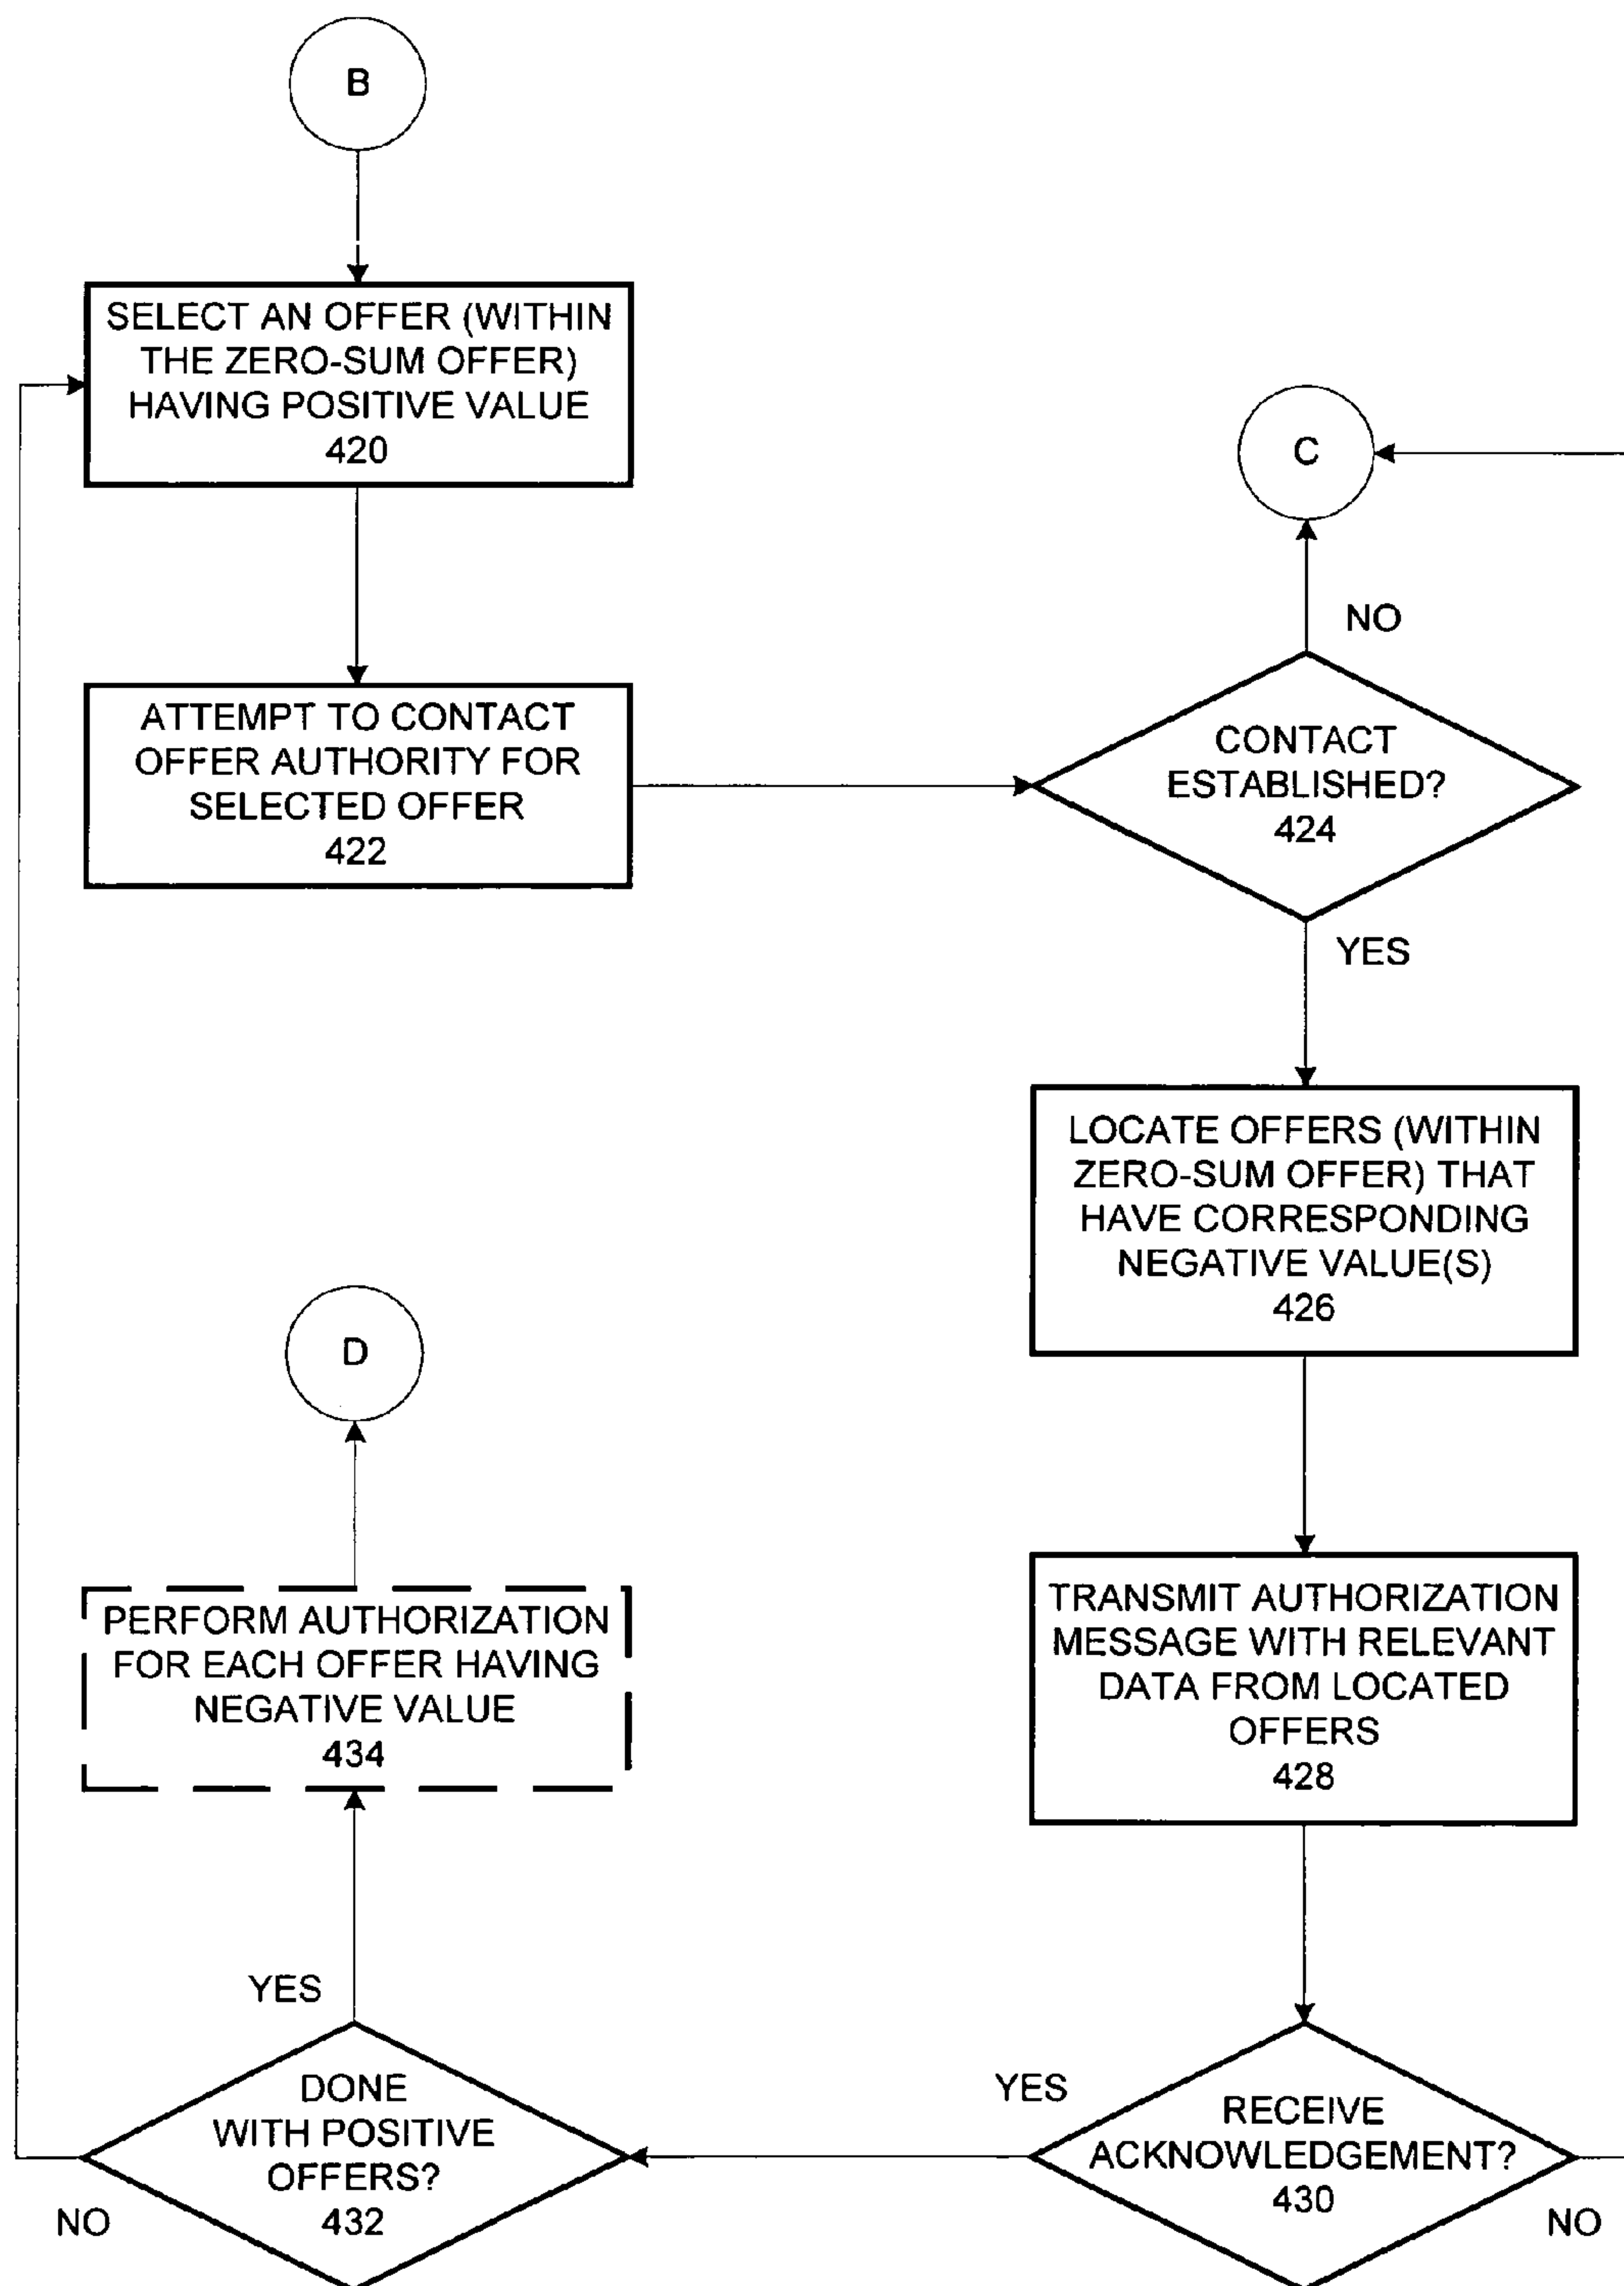 B
SELECT AN OFFER (WITHIN
THE ZERO-SUM OFFER)
HAVING POSITIVE VALUE
420
C
NO
ATTEMPT TO CONTACT
OFFER AUTHORITY FOR
SELECTED OFFER
422
CONTACT
ESTABLISHED?
424
YES
LOCATE OFFERS (WITHIN
ZERO-SUM OFFER) THAT
HAVE CORRESPONDING
NEGATIVE VALUE(S)
426
D
TRANSMIT AUTHORIZATION
MESSAGE WITH RELEVANT
DATA FROM LOCATED
OFFERS
428
PERFORM AUTHORIZATION
FOR EACH OFFER HAVING
NEGATIVE VALUE
434
YES
DONE
WITH POSITIVE
OFFERS?
432
NO
YES
RECEIVE
ACKNOWLEDGEMENT?
430
NO